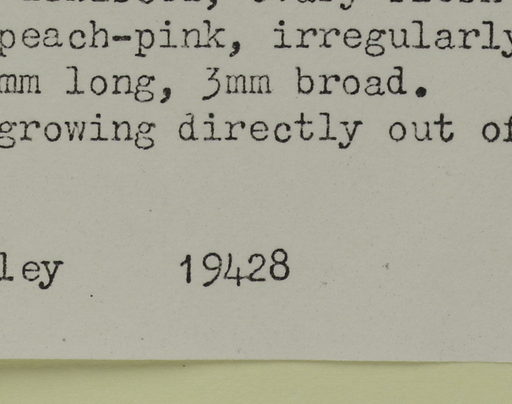 peach-pink, irregularly
mm long, 3mm broad.
growing directly out of
ley 19428